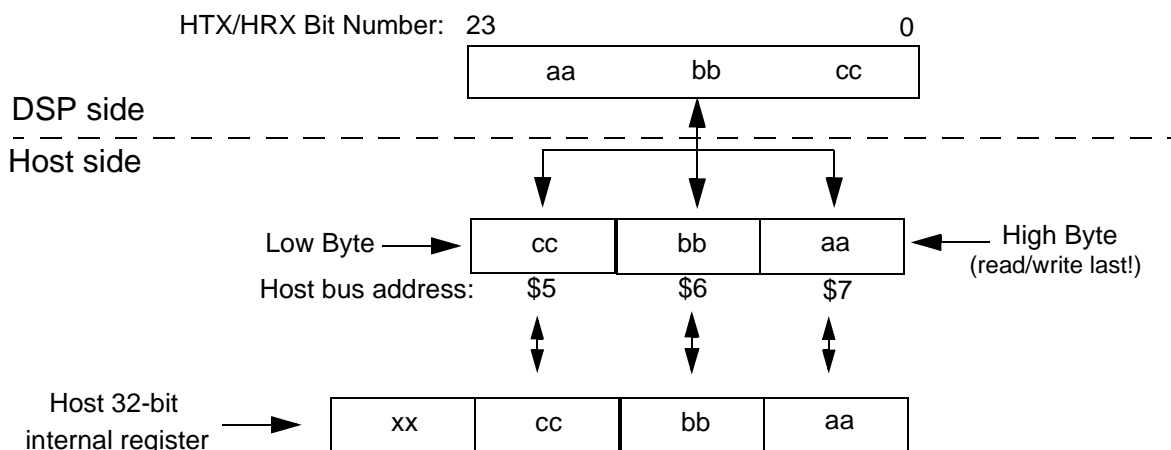 HTX/HRX Bit Number: 23 0
aa bb cc
DSP side
Host side
Low Byte cc bb aa High Byte
(read/write last!)
Host bus address: $5 $6 $7
Host 32-bit
internal register
xx cc bb aa